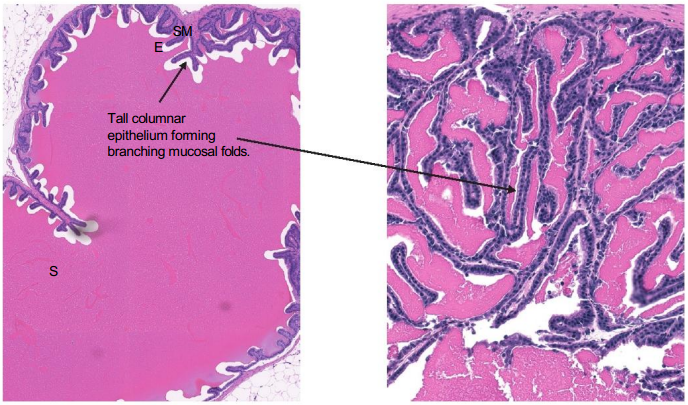 SM
E
Tall columnar
epithelium forming
branching mucosal folds.
S